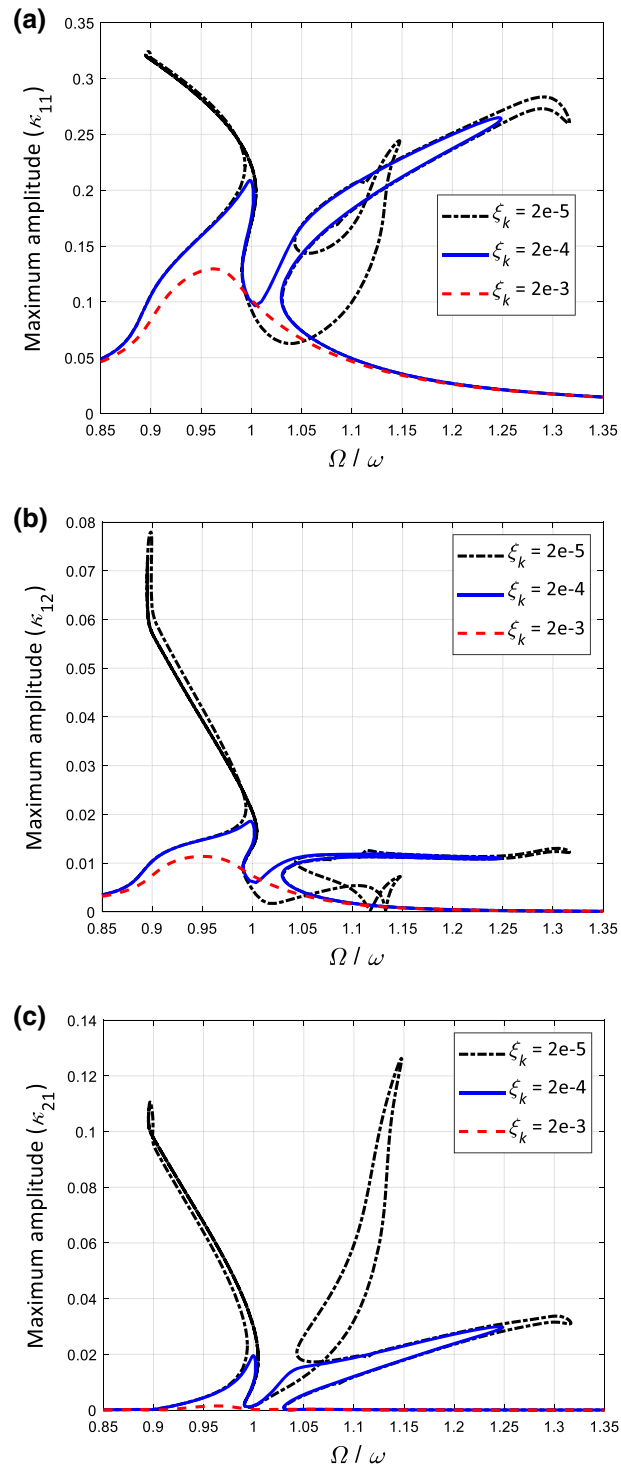 (a)
0.35
0.3
0.25
0.2
0.15
0.1
0.05
0
Maximum amplitude (κ11)
ξk = 2e-5
ξk = 2e-4
ξk = 2e-3
0.85 0.9 0.95 1 1.05 1.1 1.15 1.2 1.25 1.3 1.35
Ω / ω
(b)
0.08
0.07
0.06
0.05
0.04
0.03
0.02
0.01
0
Maximum amplitude (κ12)
ξk = 2e-5
ξk = 2e-4
ξk = 2e-3
0.85 0.9 0.95 1 1.05 1.1 1.15 1.2 1.25 1.3 1.35
Ω / ω
(c)
0.14
0.12
0.1
0.08
0.06
0.04
0.02
0
Maximum amplitude (κ21)
ξk = 2e-5
ξk = 2e-4
ξk = 2e-3
0.85 0.9 0.95 1 1.05 1.1 1.15 1.2 1.25 1.3 1.35
Ω / ω